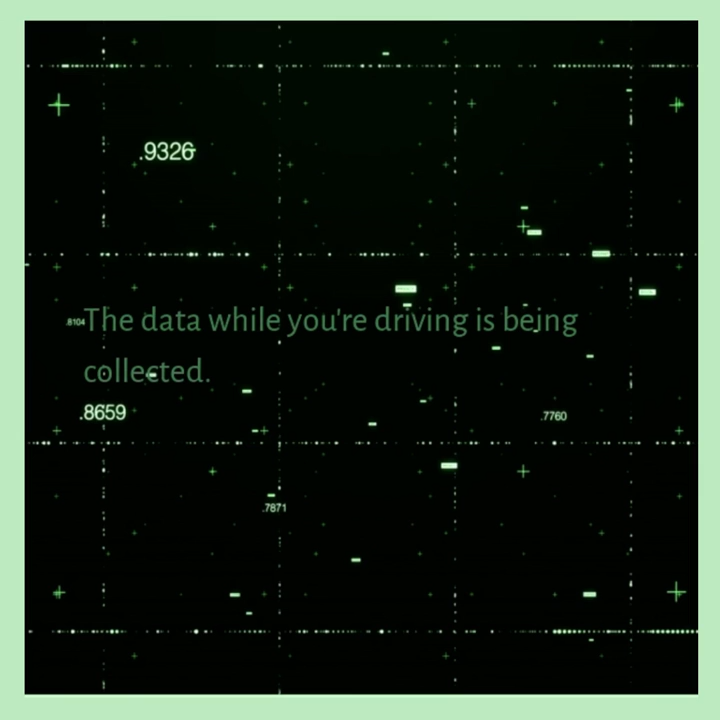 .9326
.8104
The data while you're driving is being
collected.
.8659
.7760
.7871